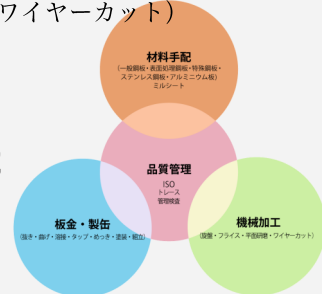 ワイヤーカット）
材料手配
（一般鋼板・表面処理鋼板・特殊鋼板・
ステンレス鋼板・アルミニウム板）
ミルシート
品質管理
ISO
トレース
管理検査
板金・製缶
（抜き・曲げ・溶接・タップ・めっき・塗装・組立）
機械加工
（旋盤・フライス・平面研磨・ワイヤーカット）